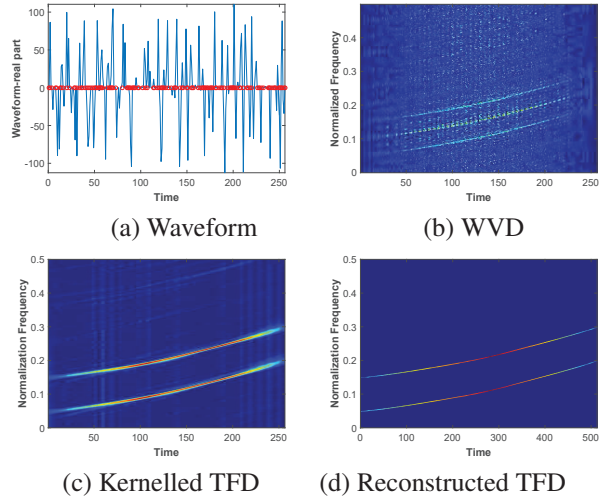 100
50
0
-50
-100
Waveform-real part
0 50 100 150 200 250
Time
(a) Waveform
0.4
0.3
0.2
0.1
0
Normalized Frequency
0 50 100 150 200 250
Time
(b) WVD
0.5
0.4
0.3
0.2
0.1
0
Normalization Frequency
50 100 150 200 250
Time
(c) Kernelled TFD
0.5
0.4
0.3
0.2
0.1
0
Normalization Frequency
0 100 200 300 400 500
Time
(d) Reconstructed TFD